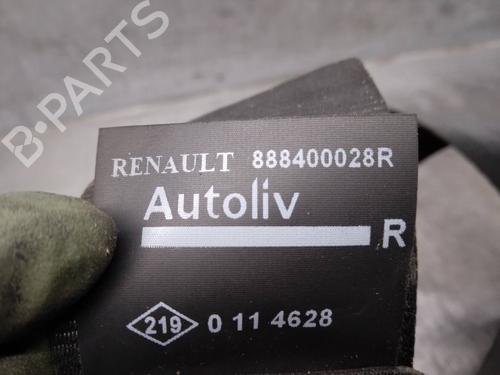 B-PARTS
RENAULT 888400028R
Autoliv
R
219 0 11 4628